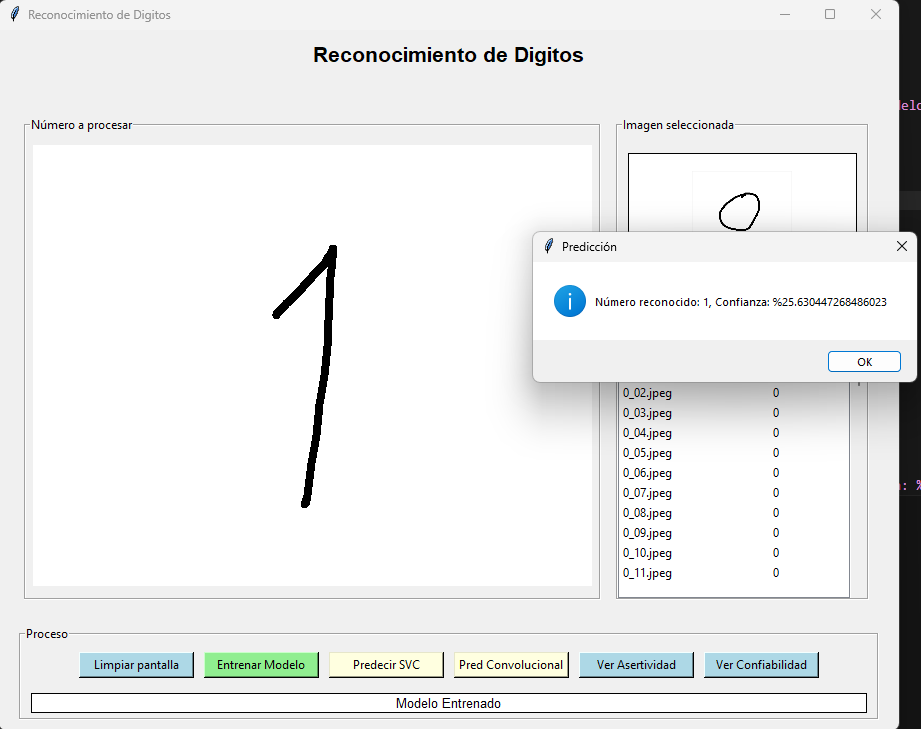 Reconocimiento de Digitos
Reconocimiento de Digitos
Número a procesar
Imagen seleccionada
1
0
Predicción
Número reconocido: 1, Confianza: %25.630447268486023
OK
0_02.jpeg 0
0_03.jpeg 0
0_04.jpeg 0
0_05.jpeg 0
0_06.jpeg 0
0_07.jpeg 0
0_08.jpeg 0
0_09.jpeg 0
0_10.jpeg 0
0_11.jpeg 0
Proceso
Limpiar pantalla
Entrenar Modelo
Predecir SVC
Pred Convolucional
Ver Asertividad
Ver Confiabilidad
Modelo Entrenado